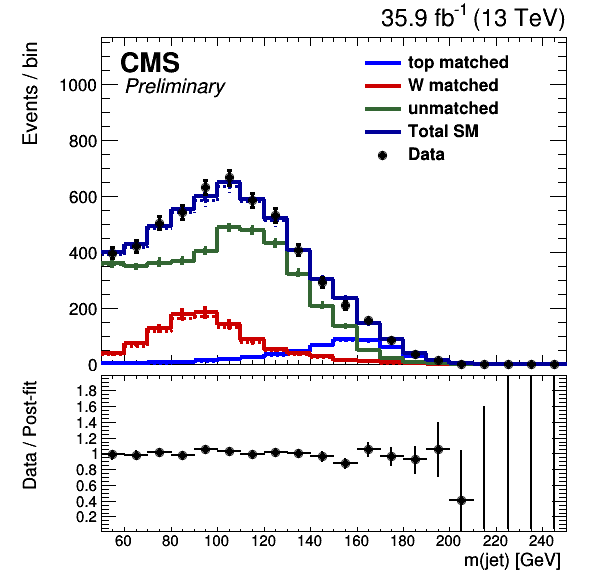 35.9 fb⁻¹ (13 TeV)
CMS
Preliminary
top matched
W matched
unmatched
Total SM
Data
Events / bin
1000
800
600
400
200
0
Data / Post-fit
1.8
1.6
1.4
1.2
1
0.8
0.6
0.4
0.2
60 80 100 120 140 160 180 200 220 240
m(jet) [GeV]